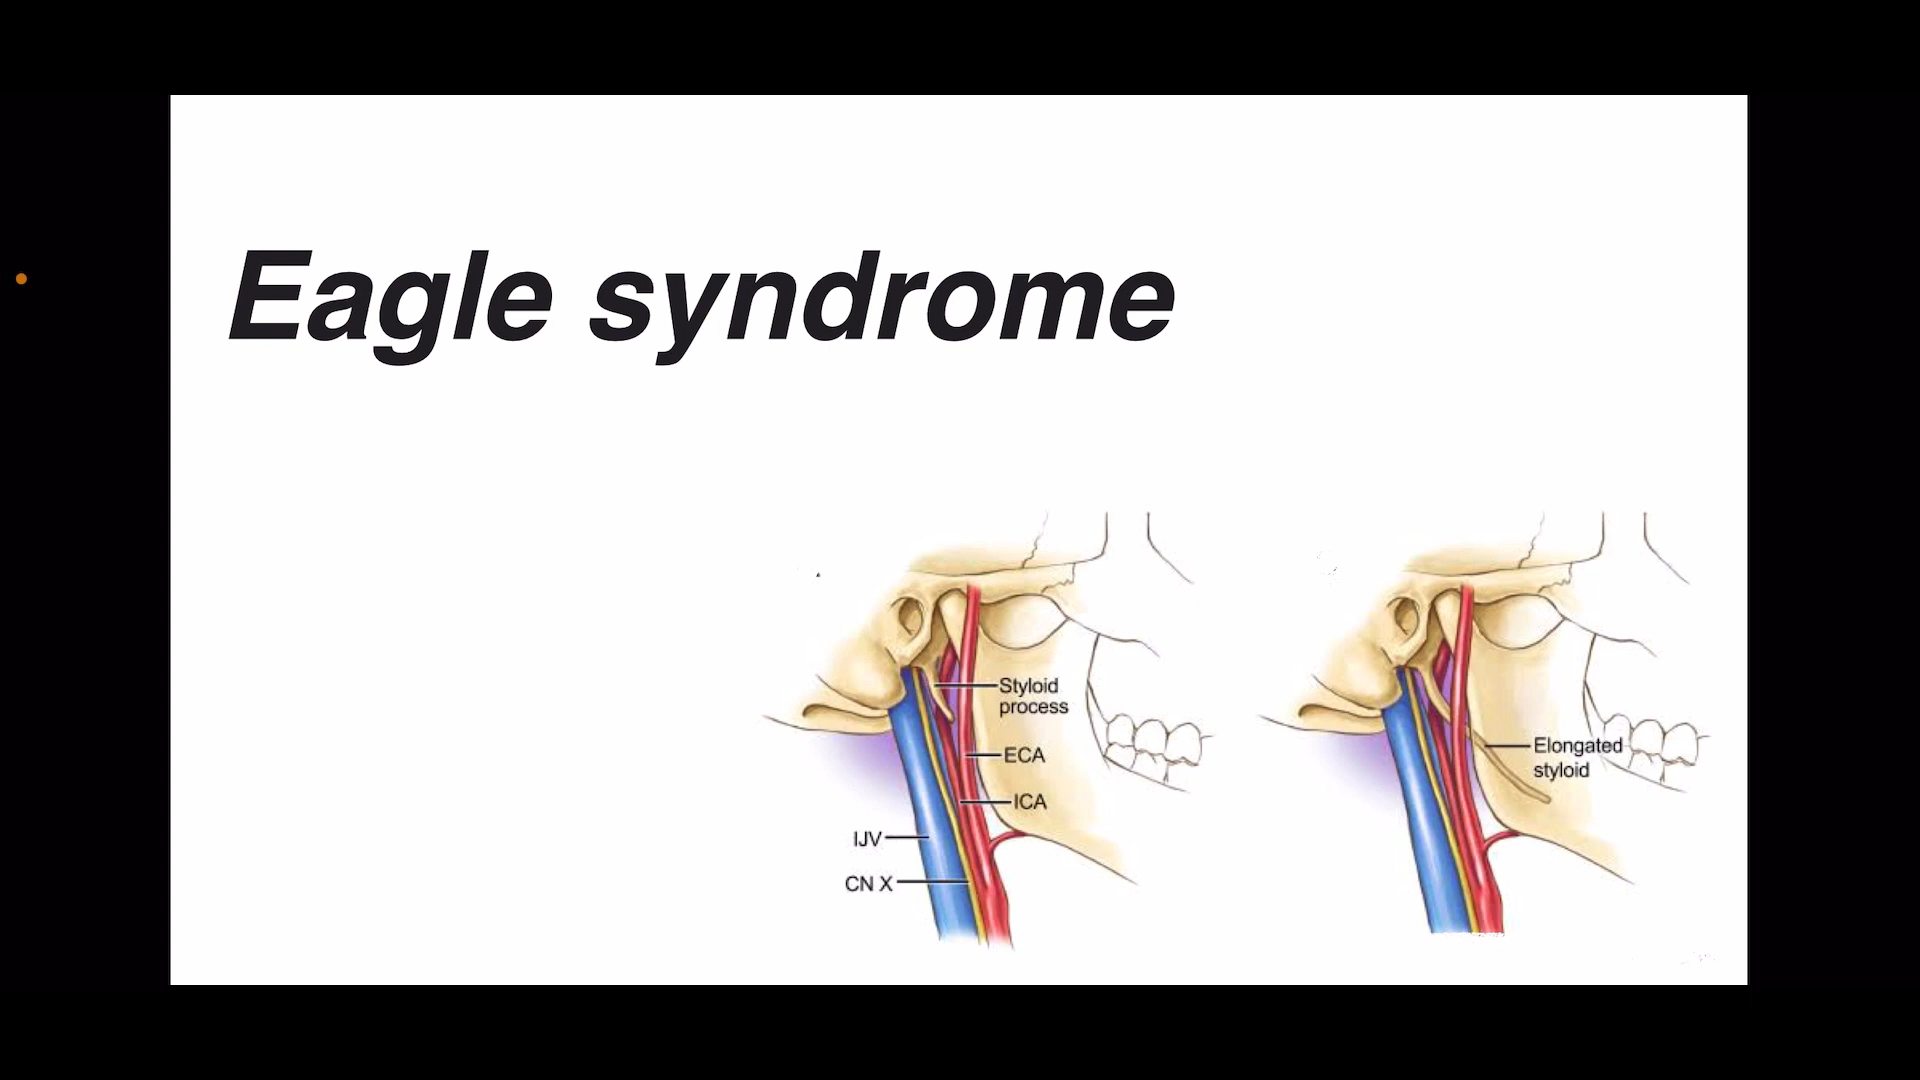 Eagle syndrome
Styloid
process
ECA
ICA
IJV
CN X
Elongated
styloid